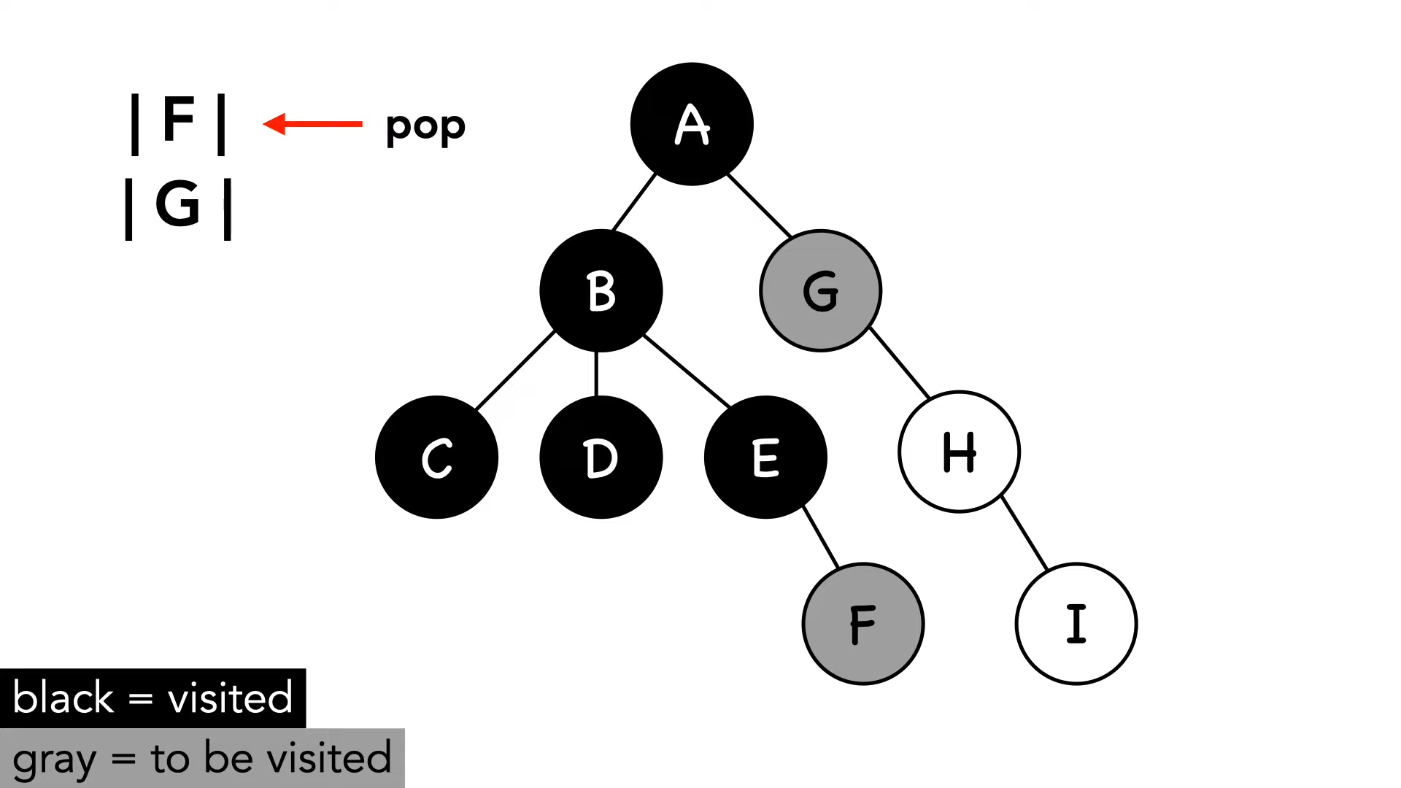 | F | pop
| G |
A
B
G
C
D
E
H
F
I
black = visited
gray = to be visited